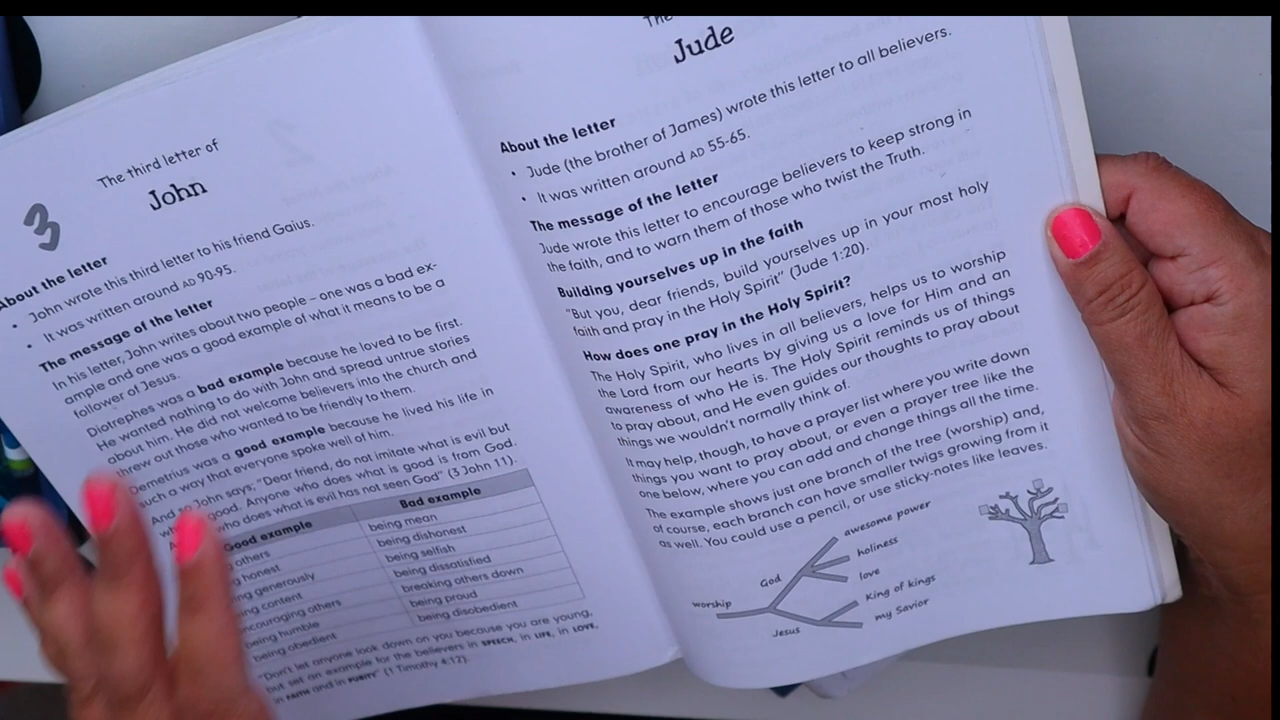 The third letter of
3 John
About the letter
• John wrote this third letter to his friend Gaius.
• It was written around AD 90-95.
The message of the letter
In his letter, John writes about two people – one was a bad ex-
ample and one was a good example of what it means to be a
follower of Jesus.
Diotrephes was a bad example because he loved to be first.
He wanted nothing to do with John and spread untrue stories
about him. He did not welcome believers into the church and
threw out those who wanted to be friendly to them.
Demetrius was a good example because he lived his life in
such a way that everyone spoke well of him.
And so John says: "Dear friend, do not imitate what is evil but
good. Anyone who does what is good is from God.
who does what is evil has not seen God" (3 John 11).
Good example Bad example
others being mean
honest being dishonest
generously being selfish
content being dissatisfied
encouraging others breaking others down
being humble being proud
being obedient being disobedient
"Don't let anyone look down on you because you are young,
but set an example for the believers in SPEECH, in LIFE, in LOVE,
in FAITH and in PURITY" (1 Timothy 4:12).
The
Jude
About the letter
• Jude (the brother of James) wrote this letter to all believers.
• It was written around AD 55-65.
The message of the letter
Jude wrote this letter to encourage believers to keep strong in
the faith, and to warn them of those who twist the Truth.
Building yourselves up in the faith
"But you, dear friends, build yourselves up in your most holy
faith and pray in the Holy Spirit" (Jude 1:20).
How does one pray in the Holy Spirit?
The Holy Spirit, who lives in all believers, helps us to worship
the Lord from our hearts by giving us a love for Him and an
awareness of who He is. The Holy Spirit reminds us of things
to pray about, and He even guides our thoughts to pray about
things we wouldn't normally think of.
It may help, though, to have a prayer list where you write down
things you want to pray about, or even a prayer tree like the
one below, where you can add and change things all the time.
The example shows just one branch of the tree (worship) and,
of course, each branch can have smaller twigs growing from it
as well. You could use a pencil, or use sticky-notes like leaves.
awesome power
holiness
God
love
worship
King of kings
my Savior
Jesus